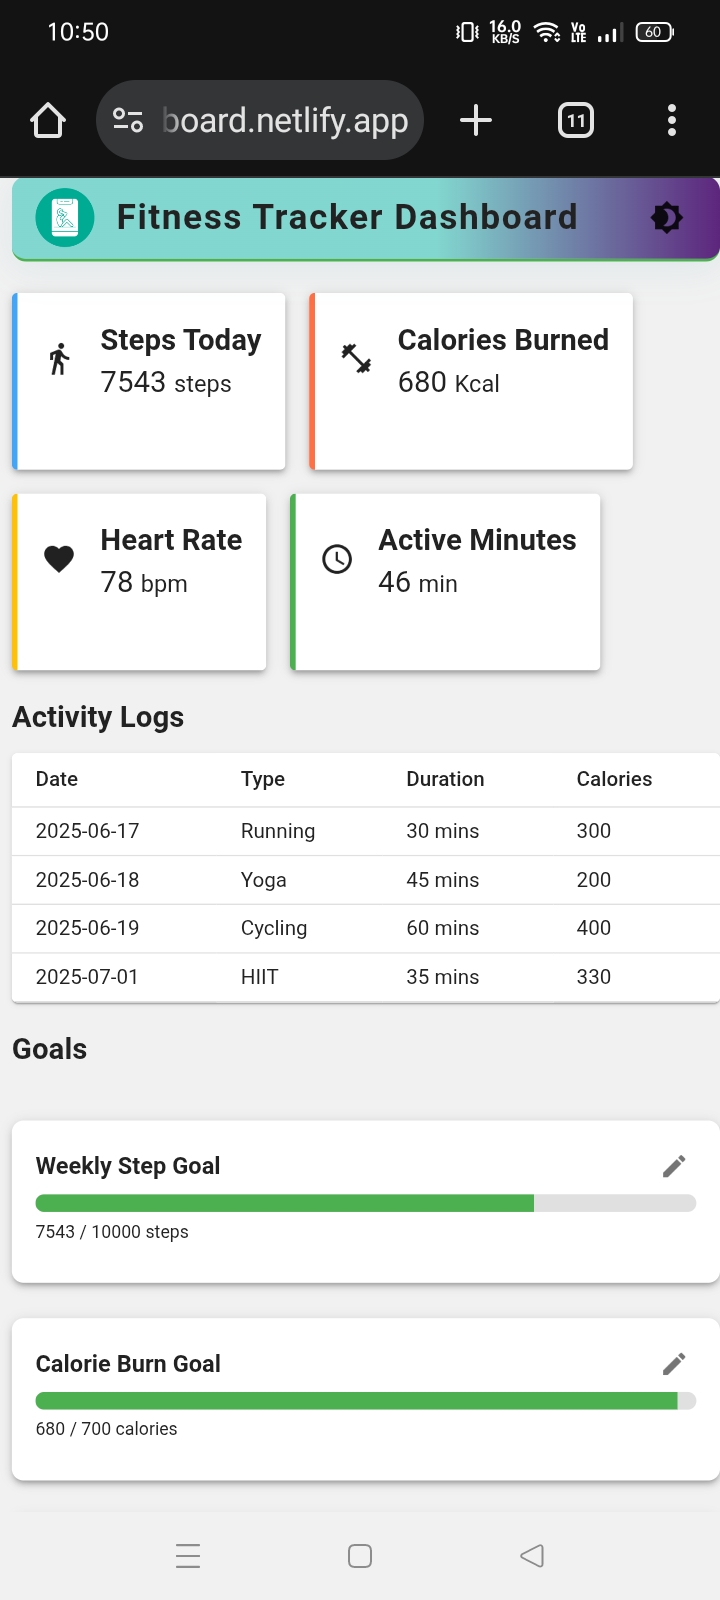 10:50
16.0 KB/S
Vo LTE
60
board.netlify.app
11
Fitness Tracker Dashboard
Steps Today
7543 steps
Calories Burned
680 Kcal
Heart Rate
78 bpm
Active Minutes
46 min
Activity Logs
Date Type Duration Calories
2025-06-17 Running 30 mins 300
2025-06-18 Yoga 45 mins 200
2025-06-19 Cycling 60 mins 400
2025-07-01 HIIT 35 mins 330
Goals
Weekly Step Goal
7543 / 10000 steps
Calorie Burn Goal
680 / 700 calories